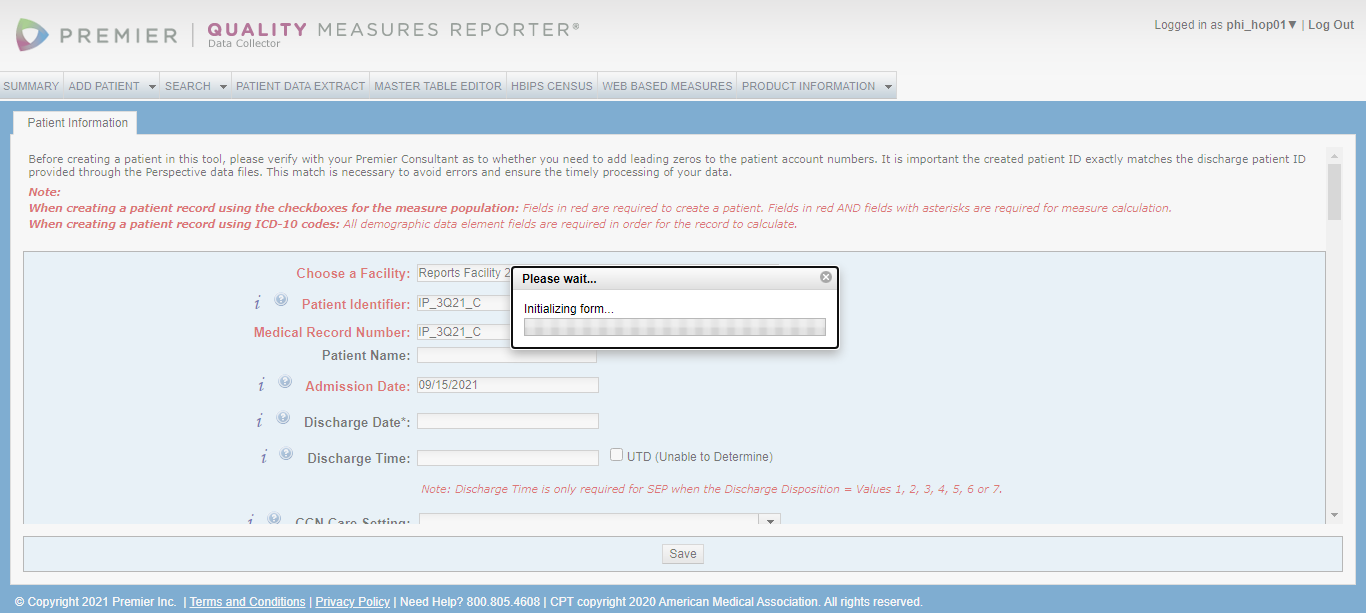 PREMIER | QUALITY MEASURES REPORTER®
Data Collector
Logged in as phi_hop01▼ | Log Out
SUMMARY ADD PATIENT SEARCH PATIENT DATA EXTRACT MASTER TABLE EDITOR HBIPS CENSUS WEB BASED MEASURES PRODUCT INFORMATION
Patient Information
Before creating a patient in this tool, please verify with your Premier Consultant as to whether you need to add leading zeros to the patient account numbers. It is important the created patient ID exactly matches the discharge patient ID
provided through the Perspective data files. This match is necessary to avoid errors and ensure the timely processing of your data.
Note:
When creating a patient record using the checkboxes for the measure population: Fields in red are required to create a patient. Fields in red AND fields with asterisks are required for measure calculation.
When creating a patient record using ICD-10 codes: All demographic data element fields are required in order for the record to calculate.
Choose a Facility: Reports Facility 2
Please wait...
i ? Patient Identifier: IP_3Q21_C
Initializing form...
Medical Record Number: IP_3Q21_C
Patient Name:
i ? Admission Date: 09/15/2021
i ? Discharge Date*:
i ? Discharge Time: UTD (Unable to Determine)
Note: Discharge Time is only required for SEP when the Discharge Disposition = Values 1, 2, 3, 4, 5, 6 or 7.
i ? CCN Care Setting:
Save
© Copyright 2021 Premier Inc. | Terms and Conditions | Privacy Policy | Need Help? 800.805.4608 | CPT copyright 2020 American Medical Association. All rights reserved.